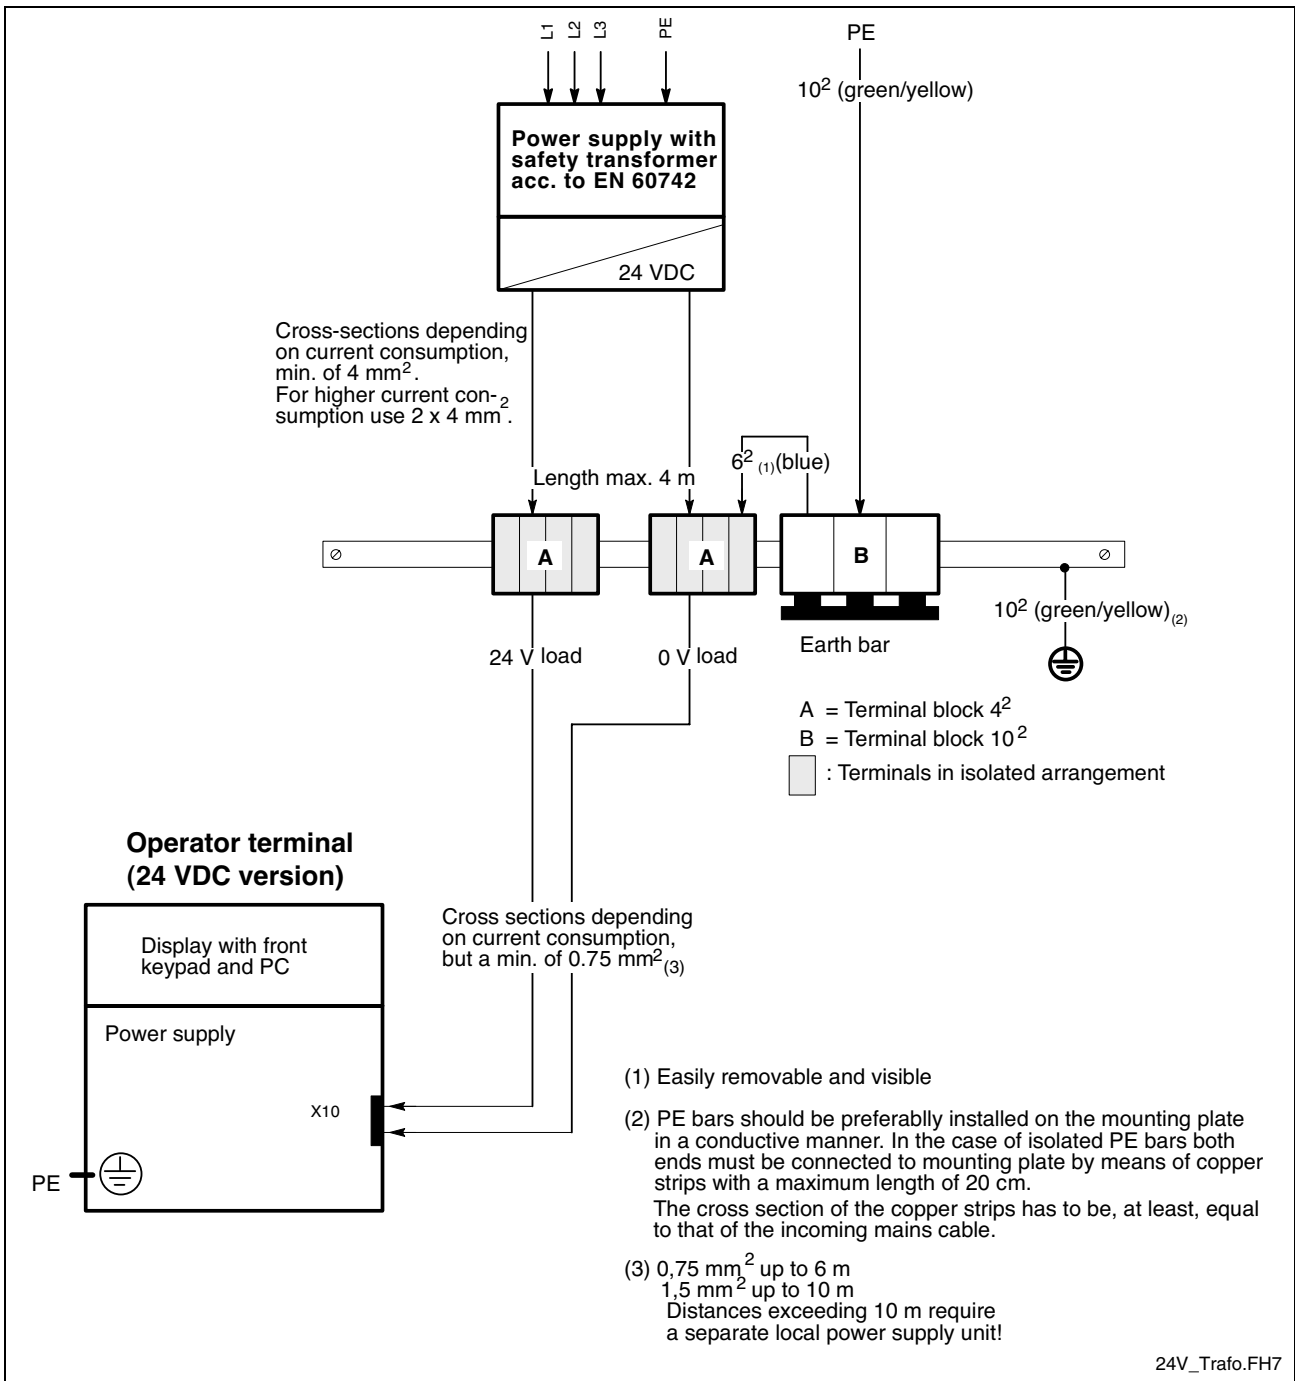 L1
L2
L3
PE
PE
10² (green/yellow)
Power supply with
safety transformer
acc. to EN 60742
24 VDC
Cross-sections depending
on current consumption,
min. of 4 mm².
For higher current con-
sumption use 2 x 4 mm².
Length max. 4 m
6² (1)(blue)
A
A
B
10² (green/yellow)(2)
Earth bar
24 V load
0 V load
A = Terminal block 4²
B = Terminal block 10²
: Terminals in isolated arrangement
Operator terminal
(24 VDC version)
Display with front
keypad and PC
Cross sections depending
on current consumption,
but a min. of 0.75 mm²(3)
Power supply
X10
PE
(1) Easily removable and visible
(2) PE bars should be preferablly installed on the mounting plate
in a conductive manner. In the case of isolated PE bars both
ends must be connected to mounting plate by means of copper
strips with a maximum length of 20 cm.
The cross section of the copper strips has to be, at least, equal
to that of the incoming mains cable.
(3) 0,75 mm² up to 6 m
1,5 mm² up to 10 m
Distances exceeding 10 m require
a separate local power supply unit!
24V_Trafo.FH7